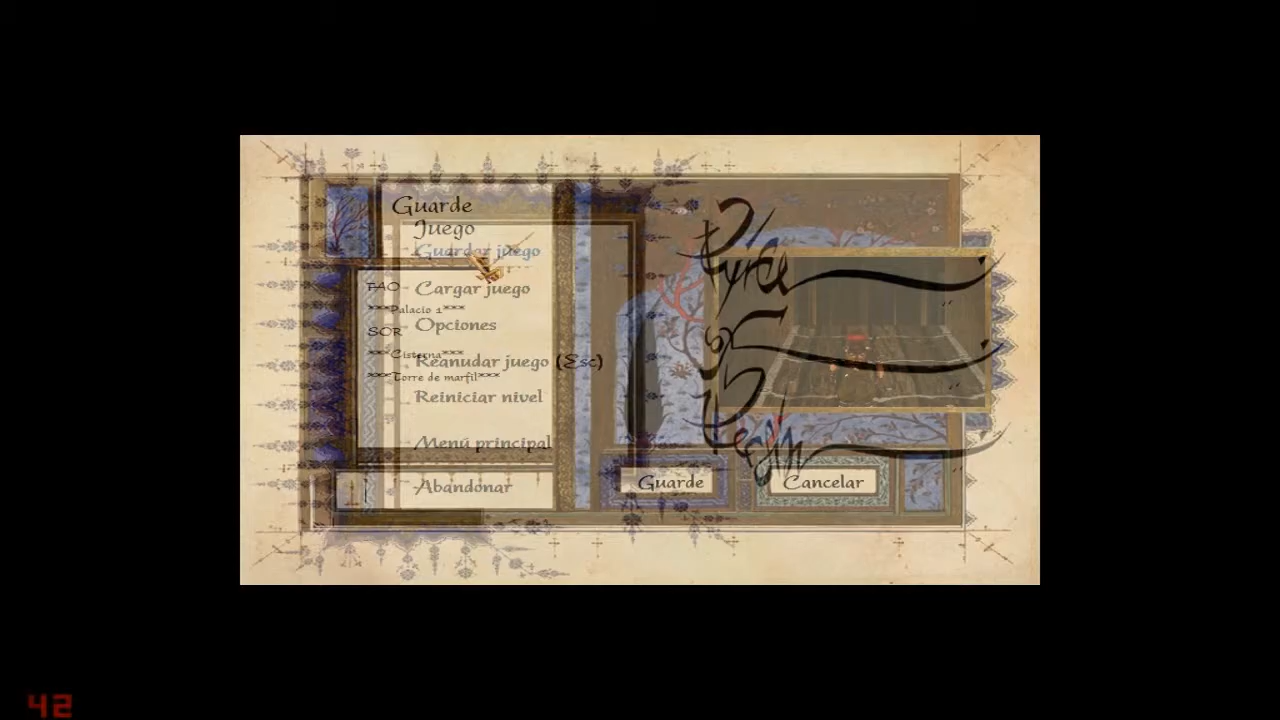 Guarde
Juego
Guardar juego
FAO
Cargar juego
***Palacio 1***
SOR
Opciones
***Cisterna***
Reanudar juego (Esc)
***Torre de marfil***
Reiniciar nivel
Menú principal
Abandonar
Guarde
Cancelar
42